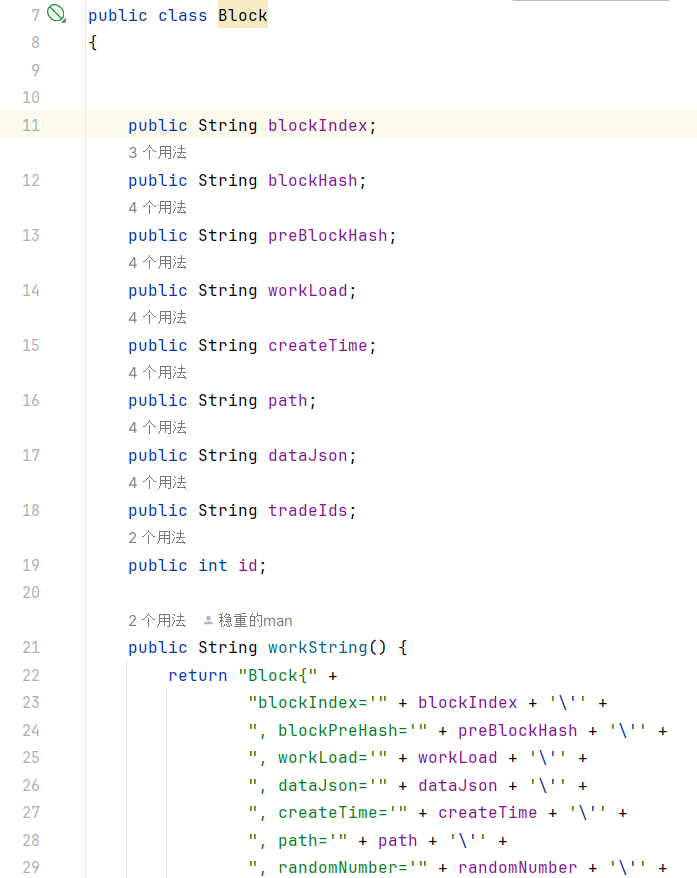 7 public class Block
8 {
9
10
11 public String blockIndex;
3 个用法
12 public String blockHash;
4 个用法
13 public String preBlockHash;
4 个用法
14 public String workLoad;
4 个用法
15 public String createTime;
4 个用法
16 public String path;
4 个用法
17 public String dataJson;
4 个用法
18 public String tradeIds;
2 个用法
19 public int id;
20
2 个用法 稳重的man
21 public String workString() {
22 return "Block{" +
23 "blockIndex='" + blockIndex + '\'' +
24 ", blockPreHash='" + preBlockHash + '\'' +
25 ", workLoad='" + workLoad + '\'' +
26 ", dataJson='" + dataJson + '\'' +
27 ", createTime='" + createTime + '\'' +
28 ", path='" + path + '\'' +
29 ", randomNumber='" + randomNumber + '\'' +